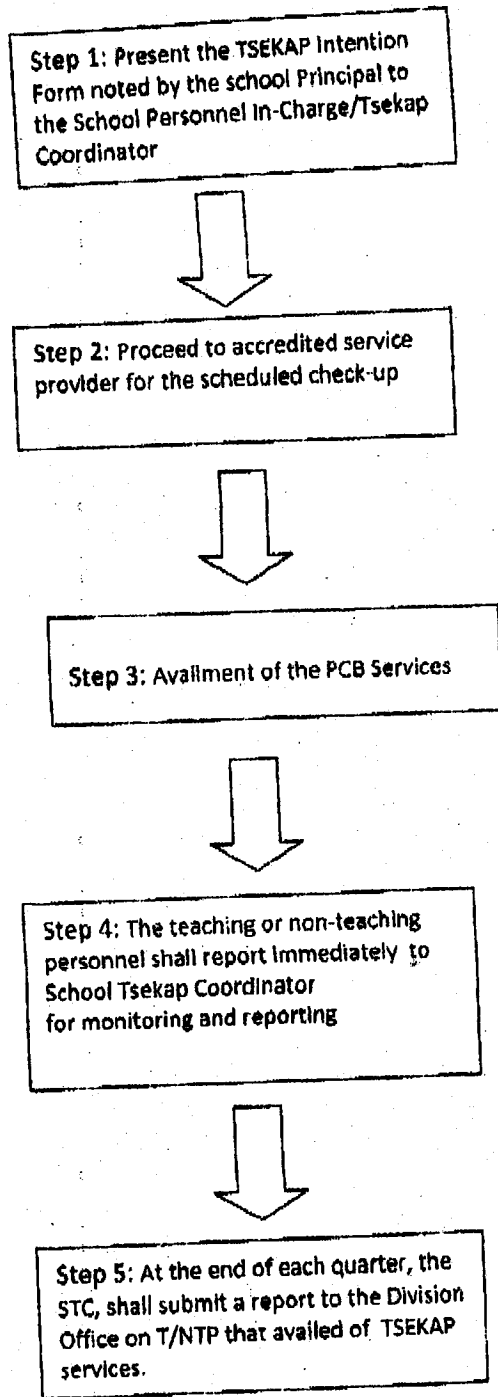 Step 1: Present the TSEKAP Intention
Form noted by the school Principal to
the School Personnel In-Charge/Tsekap
Coordinator
Step 2: Proceed to accredited service
provider for the scheduled check-up
Step 3: Availment of the PCB Services
Step 4: The teaching or non-teaching
personnel shall report immediately to
School Tsekap Coordinator
for monitoring and reporting
Step 5: At the end of each quarter, the
STC, shall submit a report to the Division
Office on T/NTP that availed of TSEKAP
services.